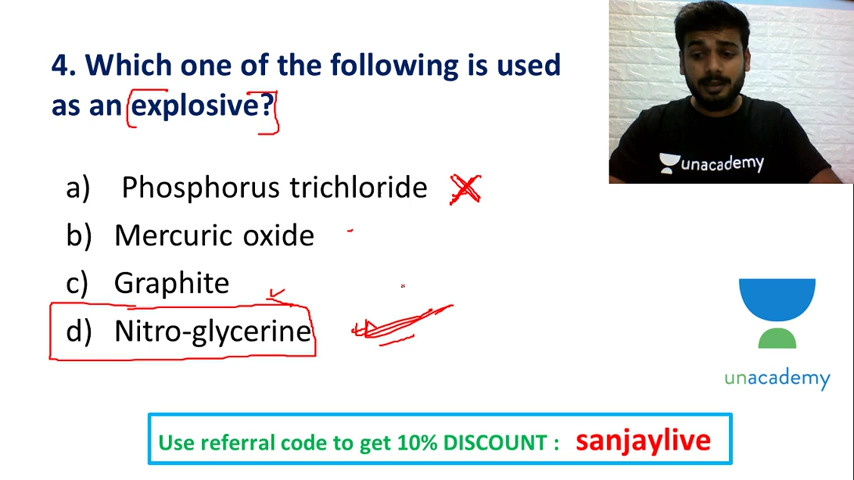 4. Which one of the following is used
as an explosive?
a) Phosphorus trichloride
b) Mercuric oxide
c) Graphite
d) Nitro-glycerine
unacademy
unacademy
Use referral code to get 10% DISCOUNT : sanjaylive